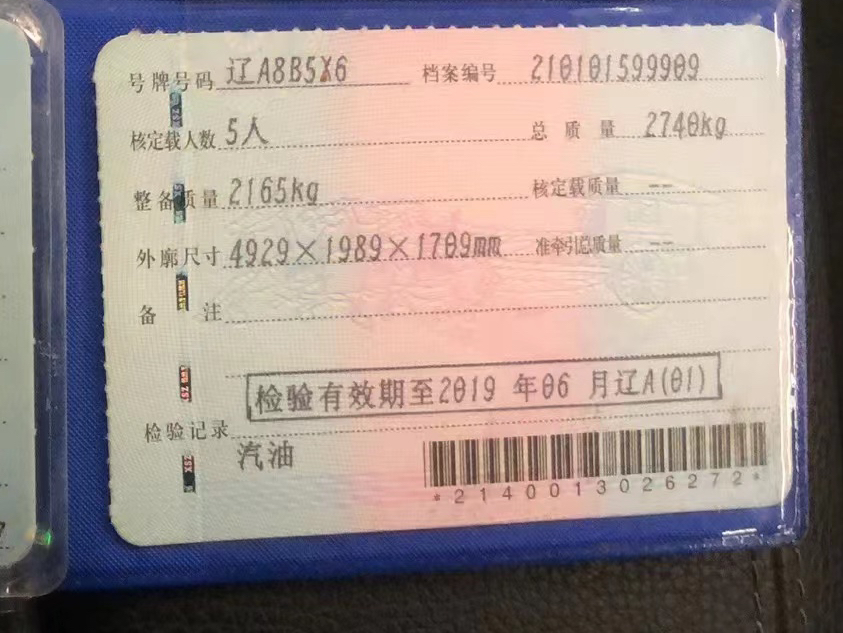 号牌号码 辽A8B5X6 档案编号 210101599909
核定载人数 5人 总质量 2740kg
整备质量 2165kg 核定载质量 --
外廓尺寸 4929×1989×1709mm 准牵引总质量 --
备注
检验有效期至2019 年06 月辽A(01)
检验记录
汽油
*2140013026272*